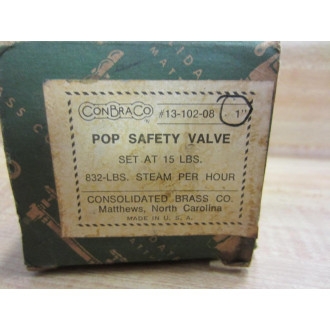 CONBRACO #13-102-08 1"
POP SAFETY VALVE
SET AT 15 LBS.
632-LBS. STEAM PER HOUR
CONSOLIDATED BRASS CO.
Matthews, North Carolina
MADE IN U. S. A.